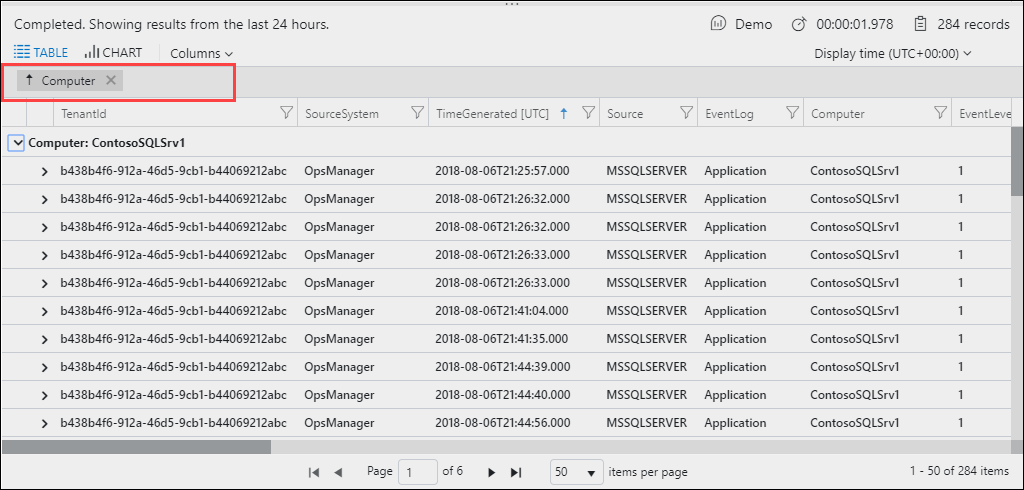 Completed. Showing results from the last 24 hours. Demo 00:00:01.978 284 records
TABLE CHART Columns Display time (UTC+00:00)
Computer
TenantId SourceSystem TimeGenerated [UTC] Source EventLog Computer EventLeve
Computer: ContosoSQLSrv1
b438b4f6-912a-46d5-9cb1-b44069212abc OpsManager 2018-08-06T21:25:57.000 MSSQLSERVER Application ContosoSQLSrv1 1
b438b4f6-912a-46d5-9cb1-b44069212abc OpsManager 2018-08-06T21:26:32.000 MSSQLSERVER Application ContosoSQLSrv1 1
b438b4f6-912a-46d5-9cb1-b44069212abc OpsManager 2018-08-06T21:26:32.000 MSSQLSERVER Application ContosoSQLSrv1 1
b438b4f6-912a-46d5-9cb1-b44069212abc OpsManager 2018-08-06T21:26:33.000 MSSQLSERVER Application ContosoSQLSrv1 1
b438b4f6-912a-46d5-9cb1-b44069212abc OpsManager 2018-08-06T21:26:33.000 MSSQLSERVER Application ContosoSQLSrv1 1
b438b4f6-912a-46d5-9cb1-b44069212abc OpsManager 2018-08-06T21:41:04.000 MSSQLSERVER Application ContosoSQLSrv1 1
b438b4f6-912a-46d5-9cb1-b44069212abc OpsManager 2018-08-06T21:41:35.000 MSSQLSERVER Application ContosoSQLSrv1 1
b438b4f6-912a-46d5-9cb1-b44069212abc OpsManager 2018-08-06T21:44:39.000 MSSQLSERVER Application ContosoSQLSrv1 1
b438b4f6-912a-46d5-9cb1-b44069212abc OpsManager 2018-08-06T21:44:40.000 MSSQLSERVER Application ContosoSQLSrv1 1
b438b4f6-912a-46d5-9cb1-b44069212abc OpsManager 2018-08-06T21:44:56.000 MSSQLSERVER Application ContosoSQLSrv1 1
Page 1 of 6 50 items per page 1 - 50 of 284 items